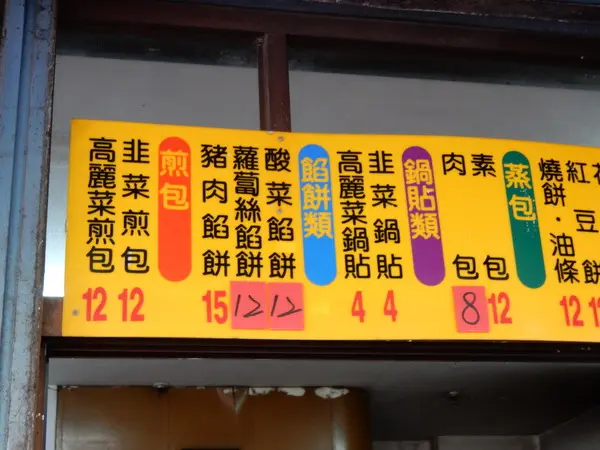 紅豆餅
燒餅・油條 12
蒸包
素包 12
肉包 8
鍋貼類
韭菜鍋貼 4
高麗菜鍋貼 4
餡餅類
酸菜餡餅 12
蘿蔔絲餡餅 12
豬肉餡餅 15
煎包
韭菜煎包 12
高麗菜煎包 12